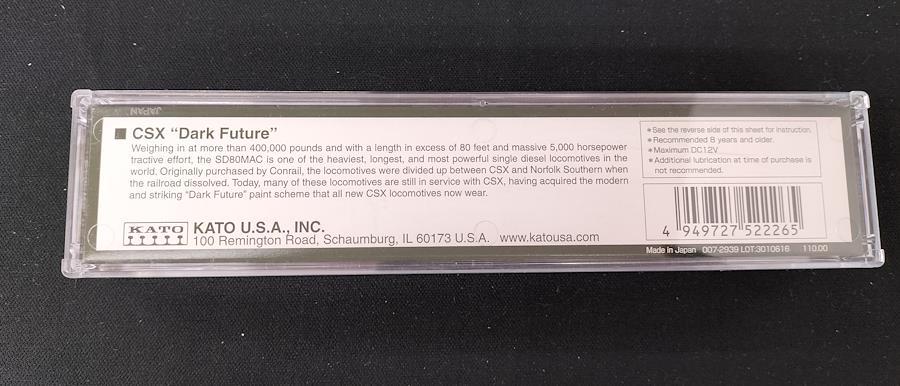 JAPAN
■ CSX “Dark Future”
Weighing in at more than 400,000 pounds and with a length in excess of 80 feet and massive 5,000 horsepower
tractive effort, the SD80MAC is one of the heaviest, longest, and most powerful single diesel locomotives in the
world. Originally purchased by Conrail, the locomotives were divided up between CSX and Norfolk Southern when
the railroad dissolved. Today, many of these locomotives are still in service with CSX, having acquired the modern
and striking “Dark Future” paint scheme that all new CSX locomotives now wear.
KATO
KATO U.S.A., INC.
100 Remington Road, Schaumburg, IL 60173 U.S.A. www.katousa.com
*See the reverse side of this sheet for instruction.
*Recommended 8 years and older.
*Maximum DC12V
*Additional lubrication at time of purchase is
not recommended.
4 949727 522265
Made in Japan 007-2939 LOT:3010616 110.00